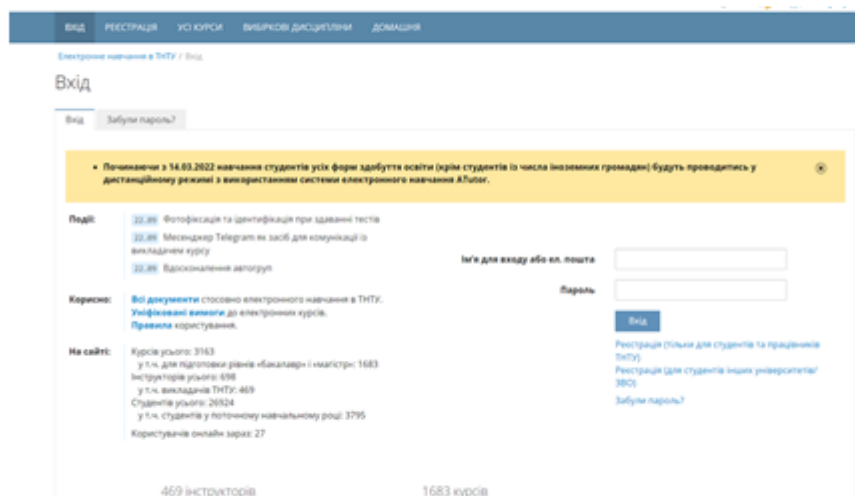 ВХІД РЕЄСТРАЦІЯ УСІ КУРСИ ВИБІРКОВІ ДИСЦИПЛІНИ ДОМАШНЯ
Електронне навчання в ТНТУ / Вхід
Вхід
Вхід Забули пароль?
• Починаючи з 14.03.2022 навчання студентів усіх форм здобуття освіти (крім студентів із числа іноземних громадян) будуть проводитись у
дистанційному режимі з використанням системи електронного навчання ATutor.
Події:
22.09 Фотофіксація та ідентифікація при здаванні тестів
22.09 Месенджер Telegram як засіб для комунікації із
викладачем курсу
22.09 Вдосконалення автогруп
Корисно:
Всі документи стосовно електронного навчання в ТНТУ.
Уніфіковані вимоги до електронних курсів.
Правила користування.
На сайті:
Курсів усього: 3163
у т.ч. для підготовки рівнів «бакалавр» і «магістр»: 1683
Інструкторів усього: 698
у т.ч. викладачів ТНТУ: 469
Студентів усього: 26924
у т.ч. студентів у поточному навчальному році: 3795
Користувачів онлайн зараз: 27
Ім'я для входу або ел. пошта
Пароль
Вхід
Реєстрація (тільки для студентів та працівників
ТНТУ)
Реєстрація (для студентів інших університетів/
ЗВО)
Забули пароль?
469 інструкторів 1683 курсів